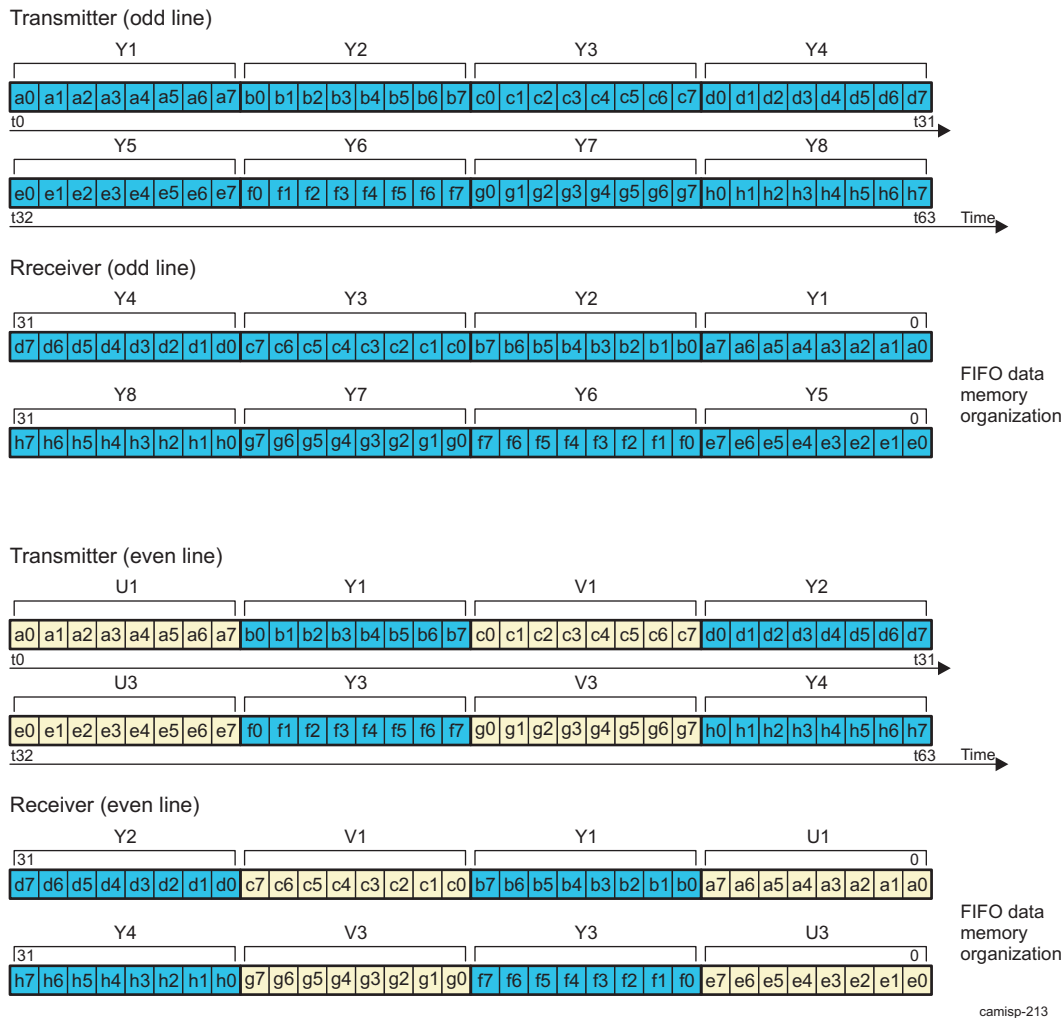 Transmitter (odd line)
Y1 Y2 Y3 Y4
a0 a1 a2 a3 a4 a5 a6 a7 b0 b1 b2 b3 b4 b5 b6 b7 c0 c1 c2 c3 c4 c5 c6 c7 d0 d1 d2 d3 d4 d5 d6 d7
t0 t31
Y5 Y6 Y7 Y8
e0 e1 e2 e3 e4 e5 e6 e7 f0 f1 f2 f3 f4 f5 f6 f7 g0 g1 g2 g3 g4 g5 g6 g7 h0 h1 h2 h3 h4 h5 h6 h7
t32 t63 Time
Rreceiver (odd line)
Y4 Y3 Y2 Y1
31 0
d7 d6 d5 d4 d3 d2 d1 d0 c7 c6 c5 c4 c3 c2 c1 c0 b7 b6 b5 b4 b3 b2 b1 b0 a7 a6 a5 a4 a3 a2 a1 a0
FIFO data
memory
organization
Y8 Y7 Y6 Y5
31 0
h7 h6 h5 h4 h3 h2 h1 h0 g7 g6 g5 g4 g3 g2 g1 g0 f7 f6 f5 f4 f3 f2 f1 f0 e7 e6 e5 e4 e3 e2 e1 e0
Transmitter (even line)
U1 Y1 V1 Y2
a0 a1 a2 a3 a4 a5 a6 a7 b0 b1 b2 b3 b4 b5 b6 b7 c0 c1 c2 c3 c4 c5 c6 c7 d0 d1 d2 d3 d4 d5 d6 d7
t0 t31
U3 Y3 V3 Y4
e0 e1 e2 e3 e4 e5 e6 e7 f0 f1 f2 f3 f4 f5 f6 f7 g0 g1 g2 g3 g4 g5 g6 g7 h0 h1 h2 h3 h4 h5 h6 h7
t32 t63 Time
Receiver (even line)
Y2 V1 Y1 U1
31 0
d7 d6 d5 d4 d3 d2 d1 d0 c7 c6 c5 c4 c3 c2 c1 c0 b7 b6 b5 b4 b3 b2 b1 b0 a7 a6 a5 a4 a3 a2 a1 a0
FIFO data
memory
organization
Y4 V3 Y3 U3
31 0
h7 h6 h5 h4 h3 h2 h1 h0 g7 g6 g5 g4 g3 g2 g1 g0 f7 f6 f5 f4 f3 f2 f1 f0 e7 e6 e5 e4 e3 e2 e1 e0
camisp-213